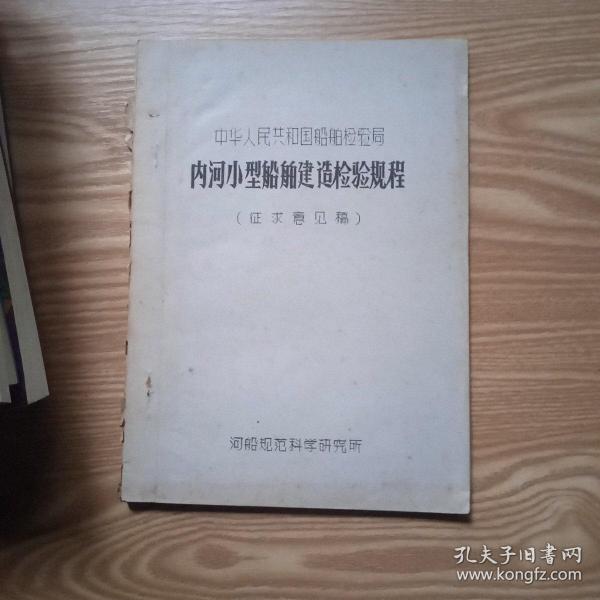 中华人民共和国船舶检验局
内河小型船舶建造检验规程
（征求意见稿）
河船规范科学研究所
孔夫子旧书网
www.kongfz.com